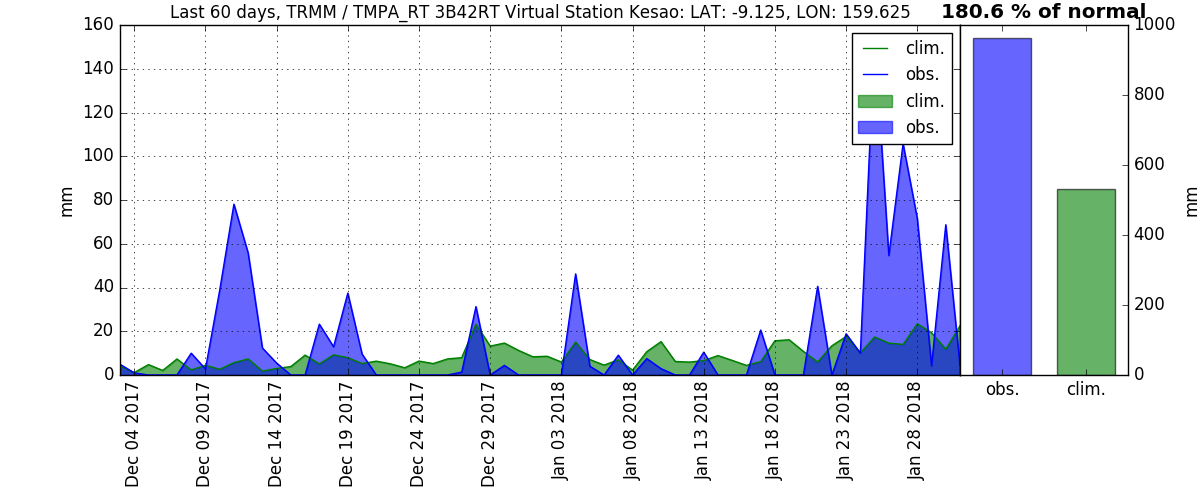 Last 60 days, TRMM / TMPA_RT 3B42RT Virtual Station Kesao: LAT: -9.125, LON: 159.625
180.6 % of normal
160
140
120
100
80
60
40
20
0
mm
clim.
obs.
clim.
obs.
1000
800
600
400
200
0
mm
Dec 04 2017
Dec 09 2017
Dec 14 2017
Dec 19 2017
Dec 24 2017
Dec 29 2017
Jan 03 2018
Jan 08 2018
Jan 13 2018
Jan 18 2018
Jan 23 2018
Jan 28 2018
obs.
clim.